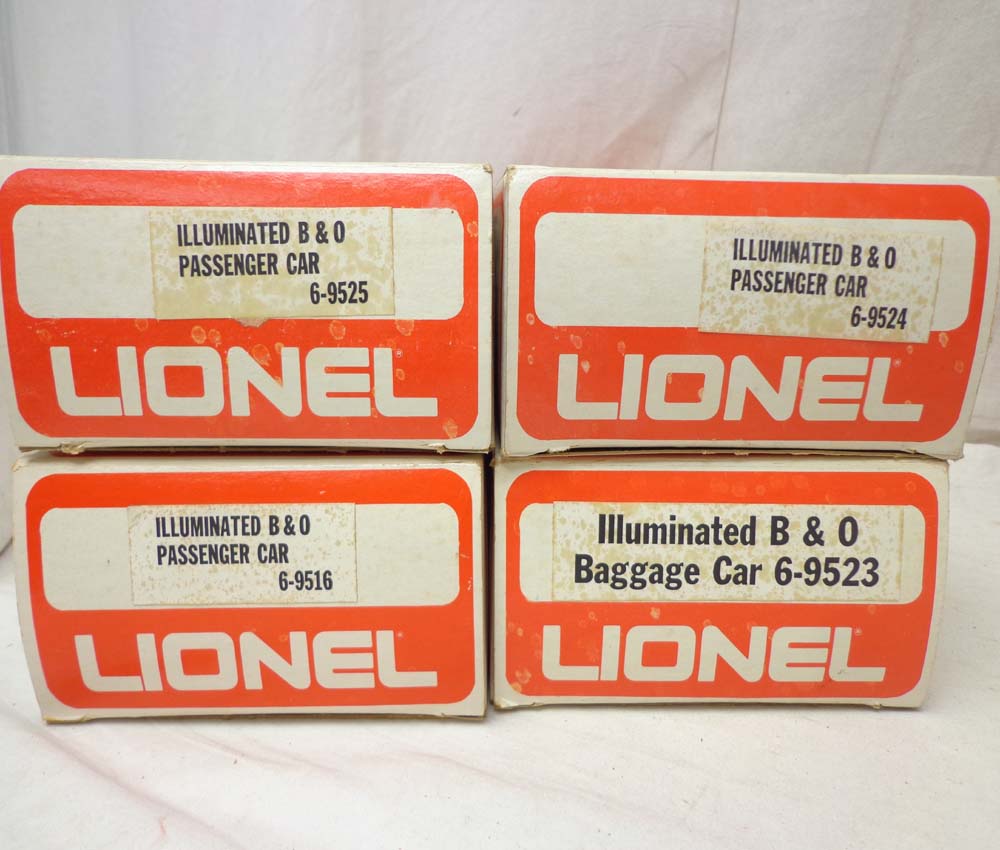 ILLUMINATED B & O
PASSENGER CAR
6-9525
LIONEL®
ILLUMINATED B & O
PASSENGER CAR
6-9524
LIONEL®
ILLUMINATED B & O
PASSENGER CAR
6-9516
LIONEL®
Illuminated B & O
Baggage Car 6-9523
LIONEL®